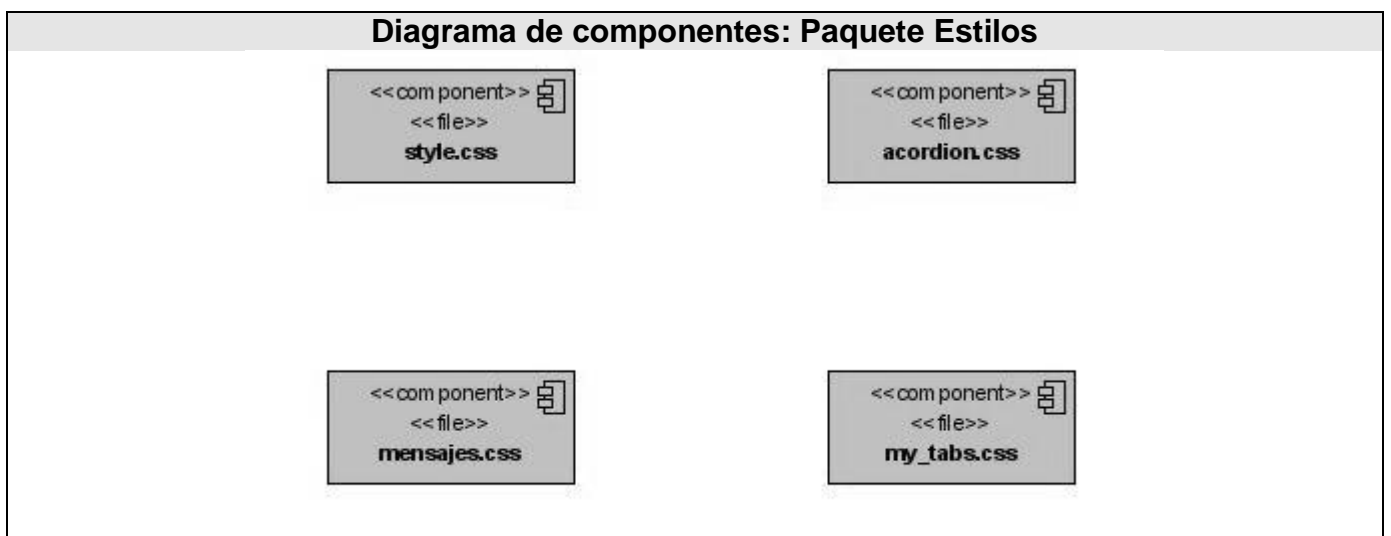 Diagrama de componentes: Paquete Estilos
<<component>>
<<file>>
style.css
<<component>>
<<file>>
acordion.css
<<component>>
<<file>>
mensajes.css
<<component>>
<<file>>
my_tabs.css